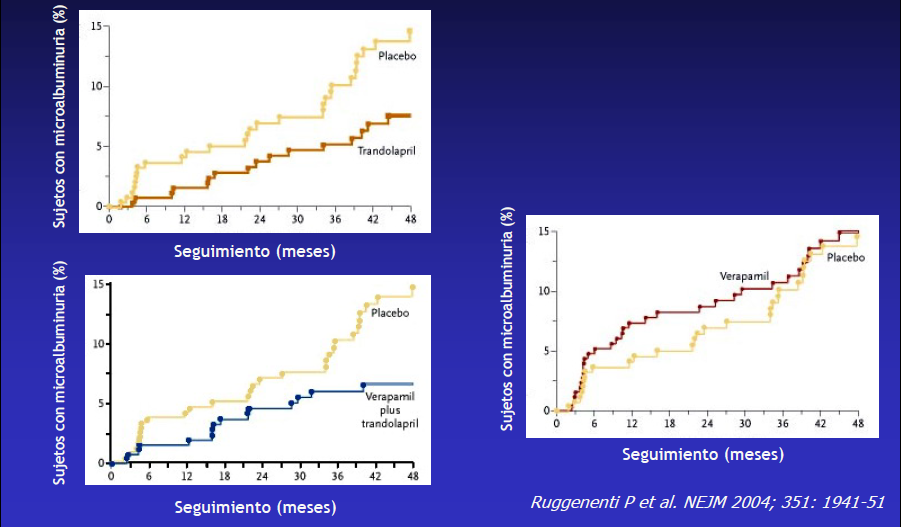 Sujetos con microalbuminuria (%)
15
10
5
0
Placebo
Trandolapril
0 6 12 18 24 30 36 42 48
Seguimiento (meses)
Sujetos con microalbuminuria (%)
15
10
5
0
Placebo
Verapamil
plus
trandolapril
0 6 12 18 24 30 36 42 48
Seguimiento (meses)
Sujetos con microalbuminuria (%)
15
10
5
0
Verapamil
Placebo
0 6 12 18 24 30 36 42 48
Seguimiento (meses)
Ruggenenti P et al. NEJM 2004; 351: 1941-51